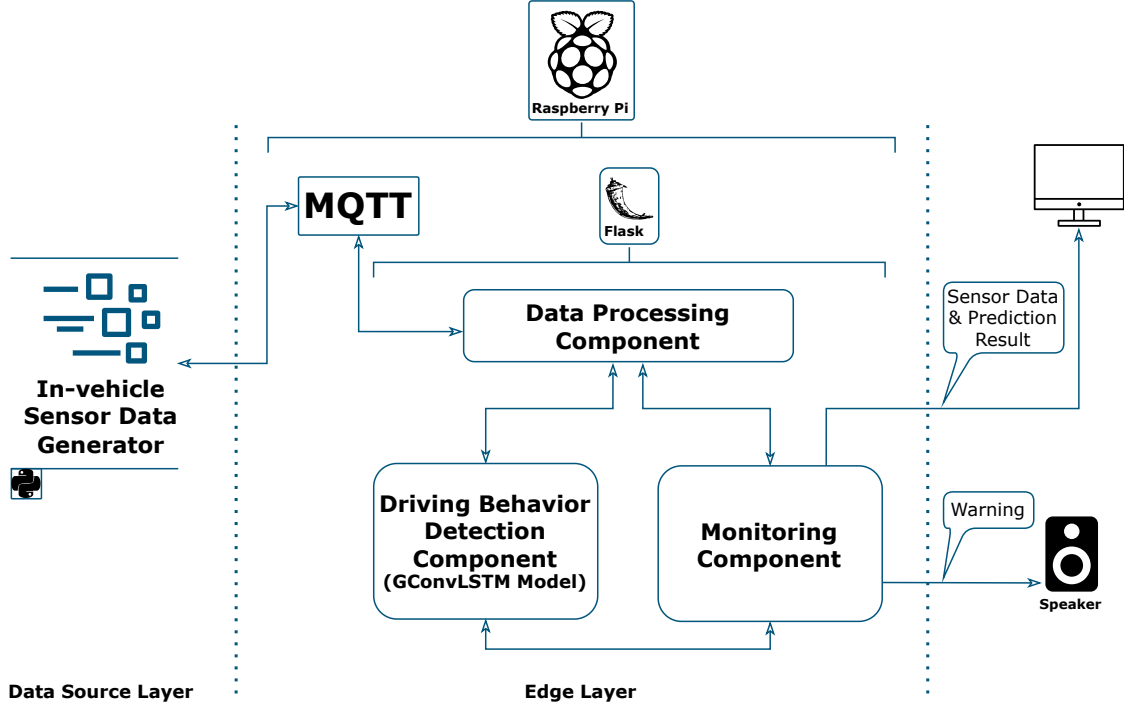 Raspberry Pi
MQTT
Flask
Data Processing
Component
In-vehicle
Sensor Data
Generator
Sensor Data
& Prediction
Result
Driving Behavior
Detection
Component
(GConvLSTM Model)
Monitoring
Component
Warning
Speaker
Data Source Layer
Edge Layer